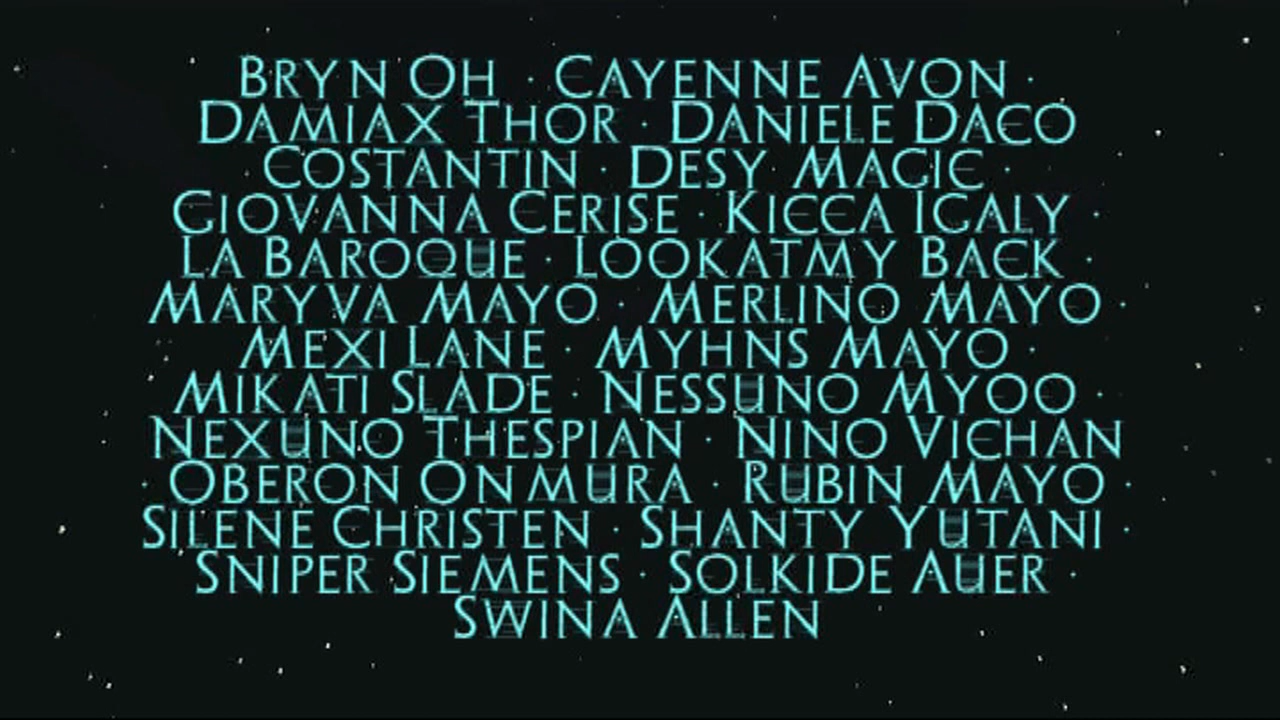 Bryn Oh · Cayenne Avon ·
Damiax Thor · Daniele Daco
Costantin · Desy Magic ·
Giovanna Cerise · Kicca Igaly ·
La Baroque · Lookatmy Back ·
Maryva Mayo · Merlino Mayo ·
Mexi Lane · Myhns Mayo ·
Mikati Slade · Nessuno Myoo ·
Nexuno Thespian · Nino Vichan
· Oberon Onmura · Rubin Mayo ·
Silene Christen · Shanty Yutani ·
Sniper Siemens · Solkide Auer ·
Swina Allen